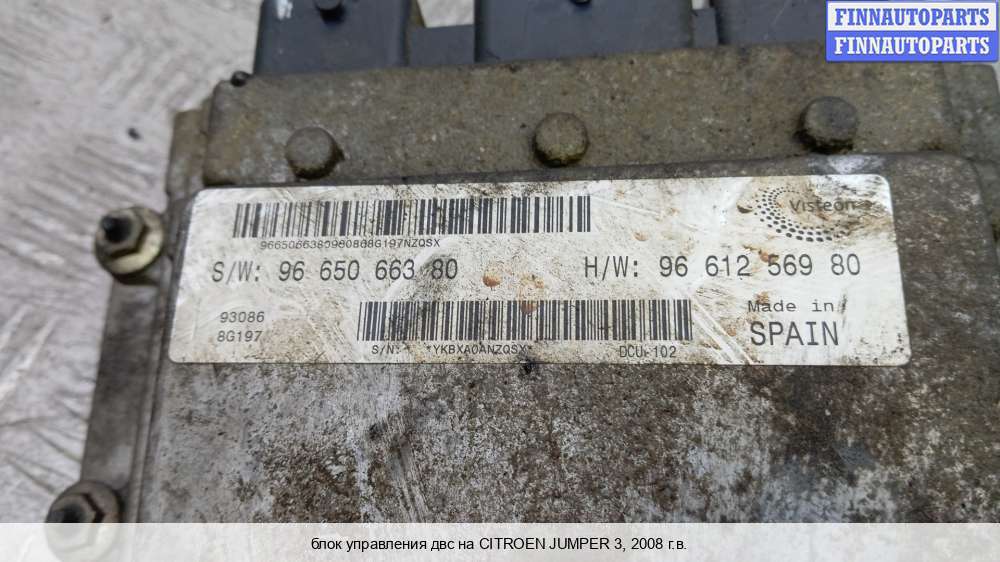 FINNAUTOPARTS
FINNAUTOPARTS
Visteon
9665066380980808G197NZQSX
S/W: 96 650 663 80
H/W: 96 612 569 80
93086
8G197
S/N: *YKBXA0ANZQSX*
DCU-102
Made in
SPAIN
блок управления двс на CITROEN JUMPER 3, 2008 г.в.